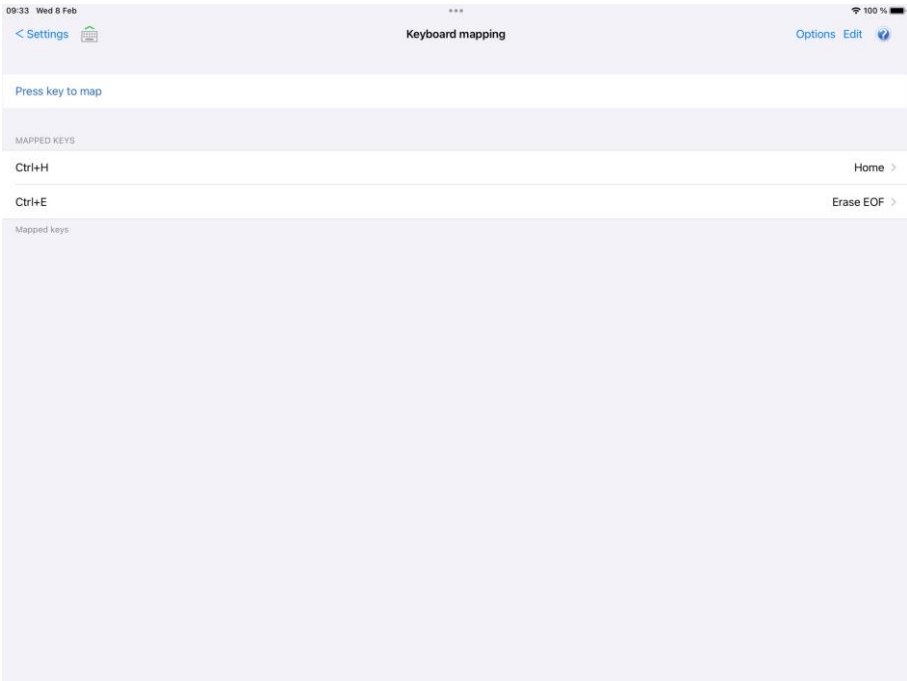 09:33 Wed 8 Feb 100 %
< Settings Keyboard mapping Options Edit ?
Press key to map
MAPPED KEYS
Ctrl+H Home >
Ctrl+E Erase EOF >
Mapped keys